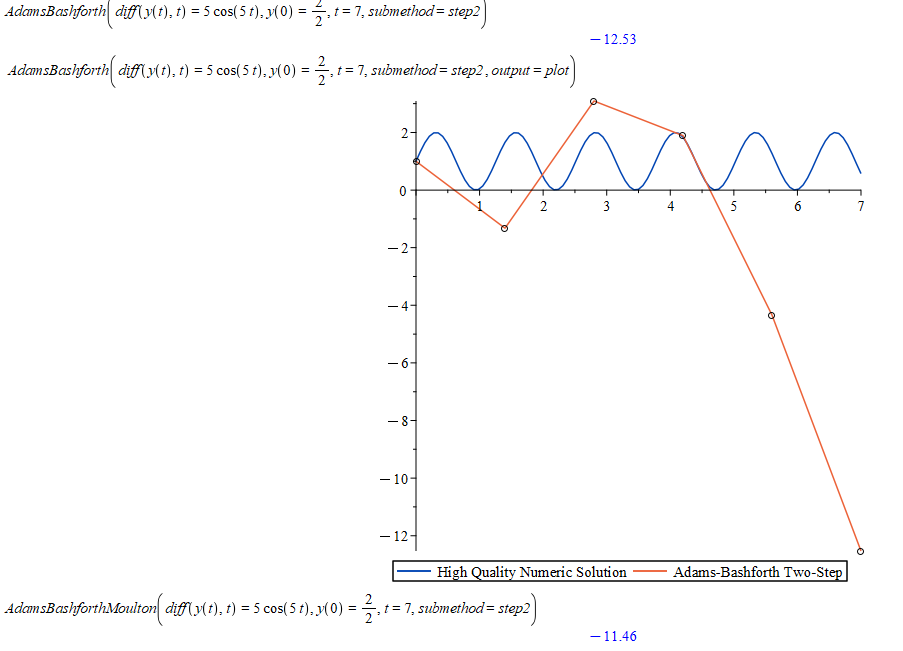 AdamsBashforth(diff(y(t), t) = 5 cos(5 t), y(0) = 2/2, t = 7, submethod = step2)
−12.53
AdamsBashforth(diff(y(t), t) = 5 cos(5 t), y(0) = 2/2, t = 7, submethod = step2, output = plot)
2
0
1 2 3 4 5 6 7
−2
−4
−6
−8
−10
−12
High Quality Numeric Solution Adams-Bashforth Two-Step
AdamsBashforthMoulton(diff(y(t), t) = 5 cos(5 t), y(0) = 2/2, t = 7, submethod = step2)
−11.46